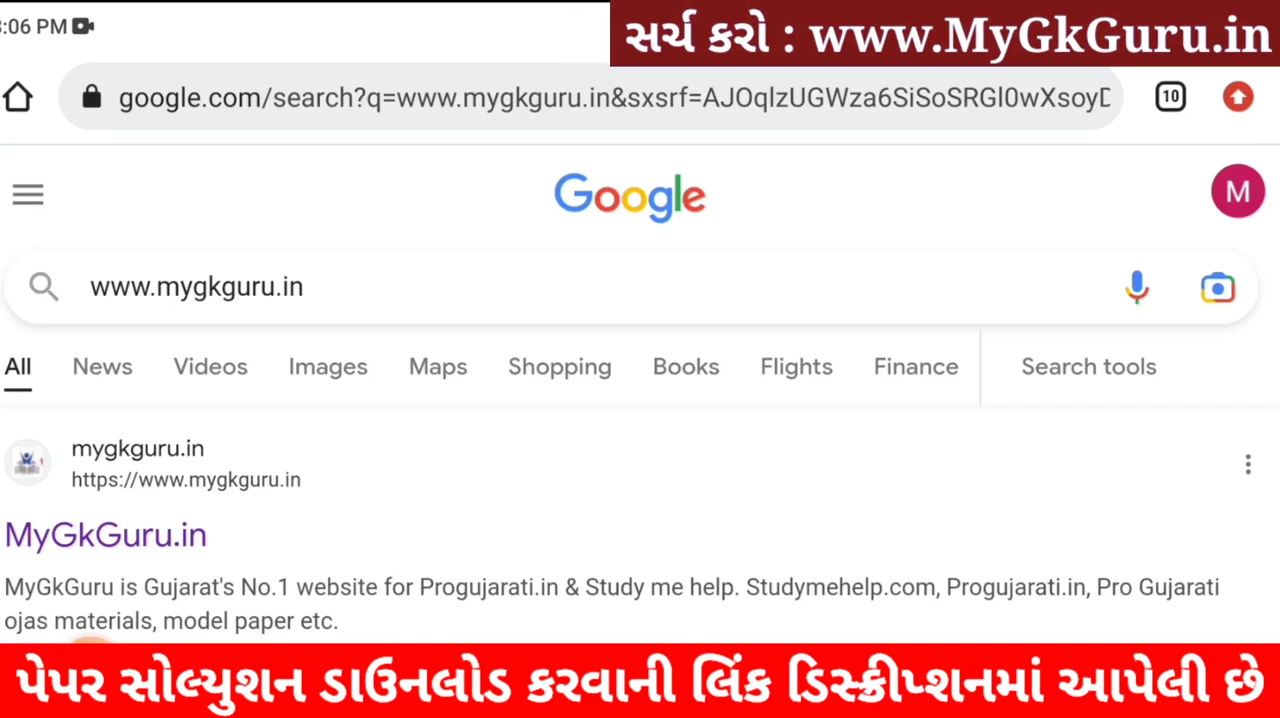 :06 PM
સર્ચ કરો : www.MyGkGuru.in
google.com/search?q=www.mygkguru.in&sxsrf=AJOqlzUGWza6SiSoSRGl0wXsoyD
10
Google
M
www.mygkguru.in
All News Videos Images Maps Shopping Books Flights Finance Search tools
mygkguru.in
https://www.mygkguru.in
MyGkGuru.in
MyGkGuru is Gujarat's No.1 website for Progujarati.in & Study me help. Studymehelp.com, Progujarati.in, Pro Gujarati
ojas materials, model paper etc.
પેપર સોલ્યુશન ડાઉનલોડ કરવાની લિંક ડિસ્ક્રીપ્શનમાં આપેલી છે